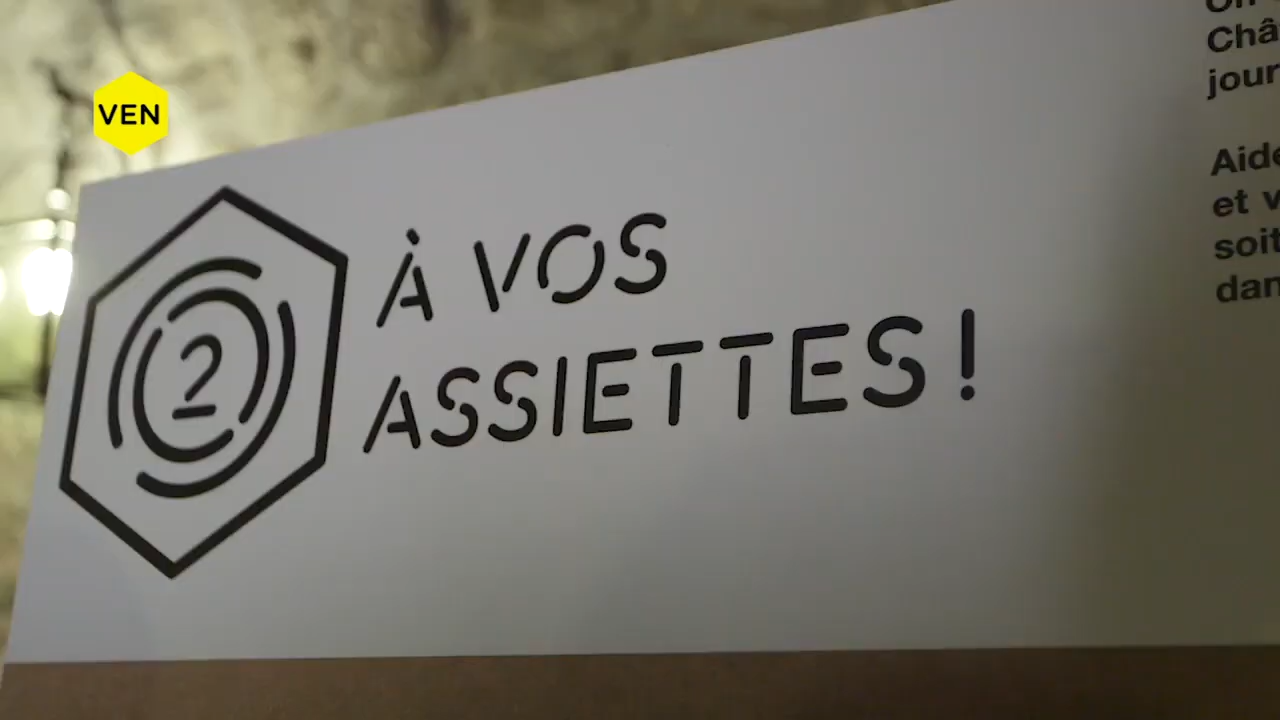 VEN
2
À VOS
ASSIETTES !
Châ
jour
Aide
et v
soit
dan